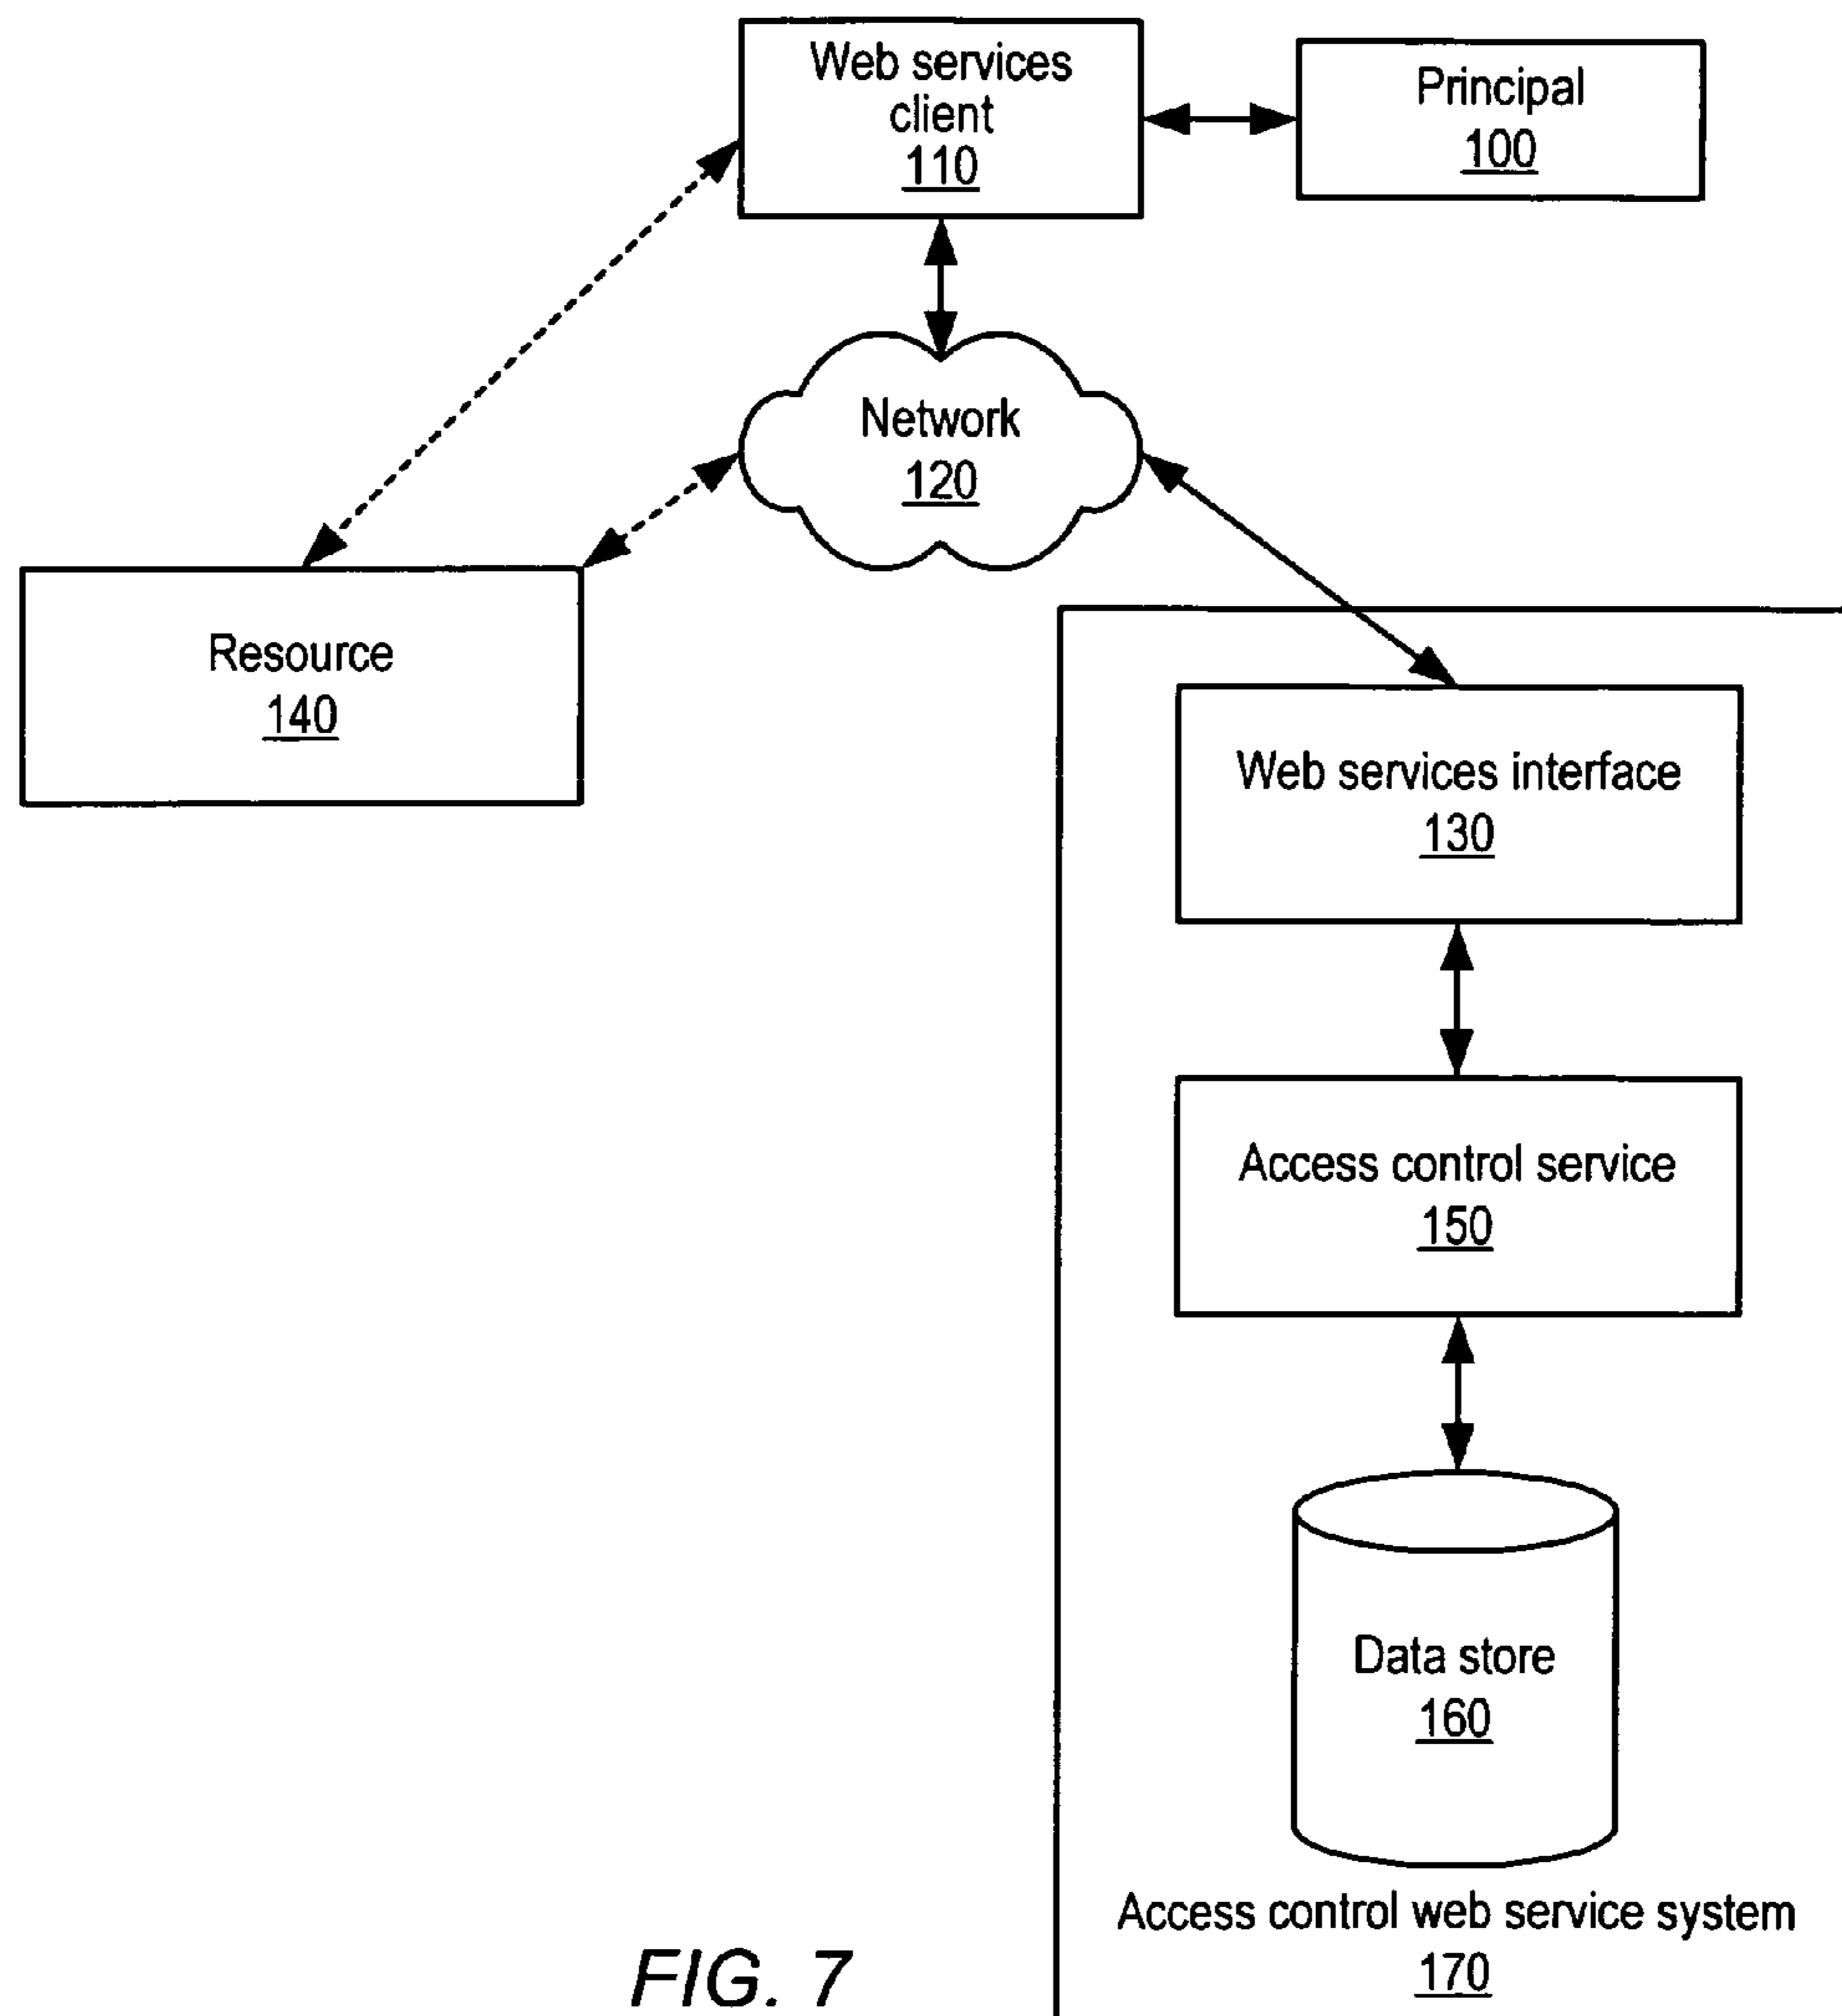 Web services
client
110
Principal
100
Network
120
Resource
140
Web services interface
130
Access control service
150
Data store
160
Access control web service system
170
FIG. 7